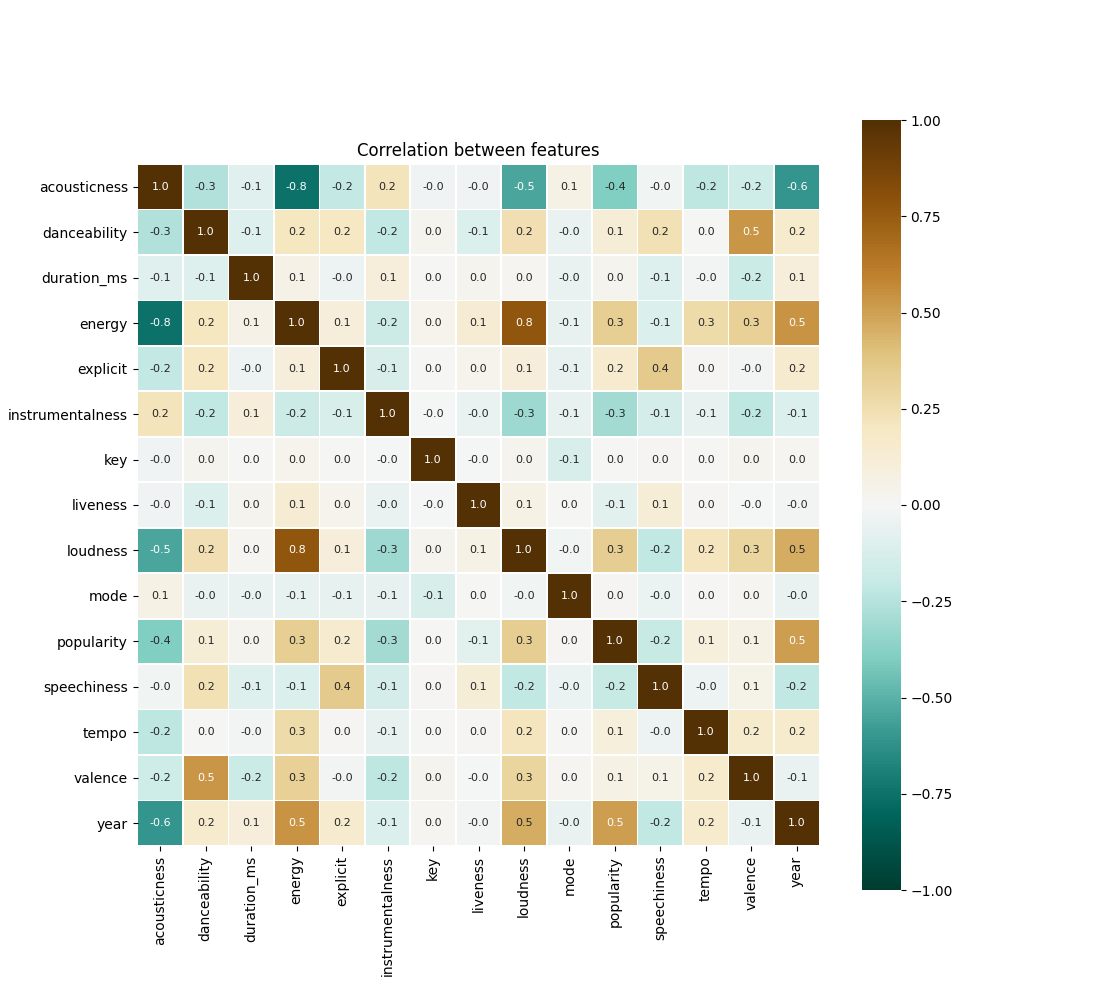 Correlation between features
acousticness 1.0 -0.3 -0.1 -0.8 -0.2 0.2 -0.0 -0.0 -0.5 0.1 -0.4 -0.0 -0.2 -0.2 -0.6
danceability -0.3 1.0 -0.1 0.2 0.2 -0.2 0.0 -0.1 0.2 -0.0 0.1 0.2 0.0 0.5 0.2
duration_ms -0.1 -0.1 1.0 0.1 -0.0 0.1 0.0 0.0 0.0 -0.0 0.0 -0.1 -0.0 -0.2 0.1
energy -0.8 0.2 0.1 1.0 0.1 -0.2 0.0 0.1 0.8 -0.1 0.3 -0.1 0.3 0.3 0.5
explicit -0.2 0.2 -0.0 0.1 1.0 -0.1 0.0 0.0 0.1 -0.1 0.2 0.4 0.0 -0.0 0.2
instrumentalness 0.2 -0.2 0.1 -0.2 -0.1 1.0 -0.0 -0.0 -0.3 -0.1 -0.3 -0.1 -0.1 -0.2 -0.1
key -0.0 0.0 0.0 0.0 0.0 -0.0 1.0 -0.0 0.0 -0.1 0.0 0.0 0.0 0.0 0.0
liveness -0.0 -0.1 0.0 0.1 0.0 -0.0 -0.0 1.0 0.1 0.0 -0.1 0.1 0.0 -0.0 -0.0
loudness -0.5 0.2 0.0 0.8 0.1 -0.3 0.0 0.1 1.0 -0.0 0.3 -0.2 0.2 0.3 0.5
mode 0.1 -0.0 -0.0 -0.1 -0.1 -0.1 -0.1 0.0 -0.0 1.0 0.0 -0.0 0.0 0.0 -0.0
popularity -0.4 0.1 0.0 0.3 0.2 -0.3 0.0 -0.1 0.3 0.0 1.0 -0.2 0.1 0.1 0.5
speechiness -0.0 0.2 -0.1 -0.1 0.4 -0.1 0.0 0.1 -0.2 -0.0 -0.2 1.0 -0.0 0.1 -0.2
tempo -0.2 0.0 -0.0 0.3 0.0 -0.1 0.0 0.0 0.2 0.0 0.1 -0.0 1.0 0.2 0.2
valence -0.2 0.5 -0.2 0.3 -0.0 -0.2 0.0 -0.0 0.3 0.0 0.1 0.1 0.2 1.0 -0.1
year -0.6 0.2 0.1 0.5 0.2 -0.1 0.0 -0.0 0.5 -0.0 0.5 -0.2 0.2 -0.1 1.0
acousticness
danceability
duration_ms
energy
explicit
instrumentalness
key
liveness
loudness
mode
popularity
speechiness
tempo
valence
year
1.00
0.75
0.50
0.25
0.00
−0.25
−0.50
−0.75
−1.00